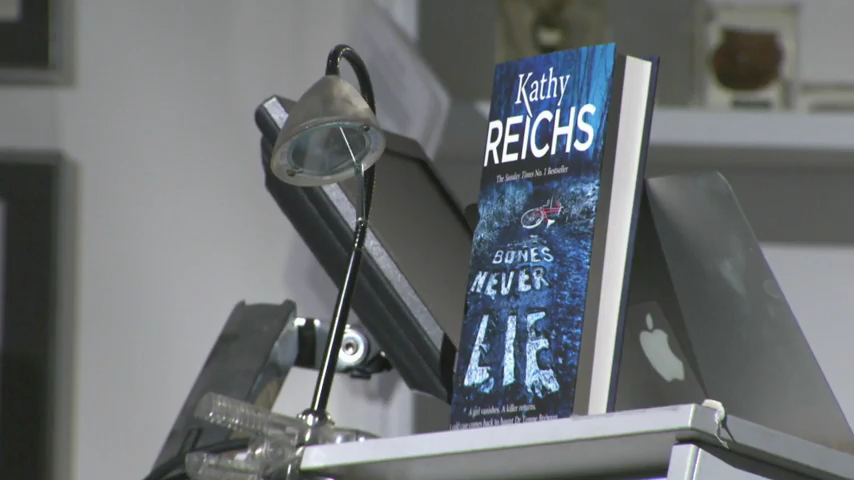 Kathy
REICHS
The Sunday Times No. 1 Bestseller
BONES
NEVER
LIE
A girl vanishes. A killer returns.